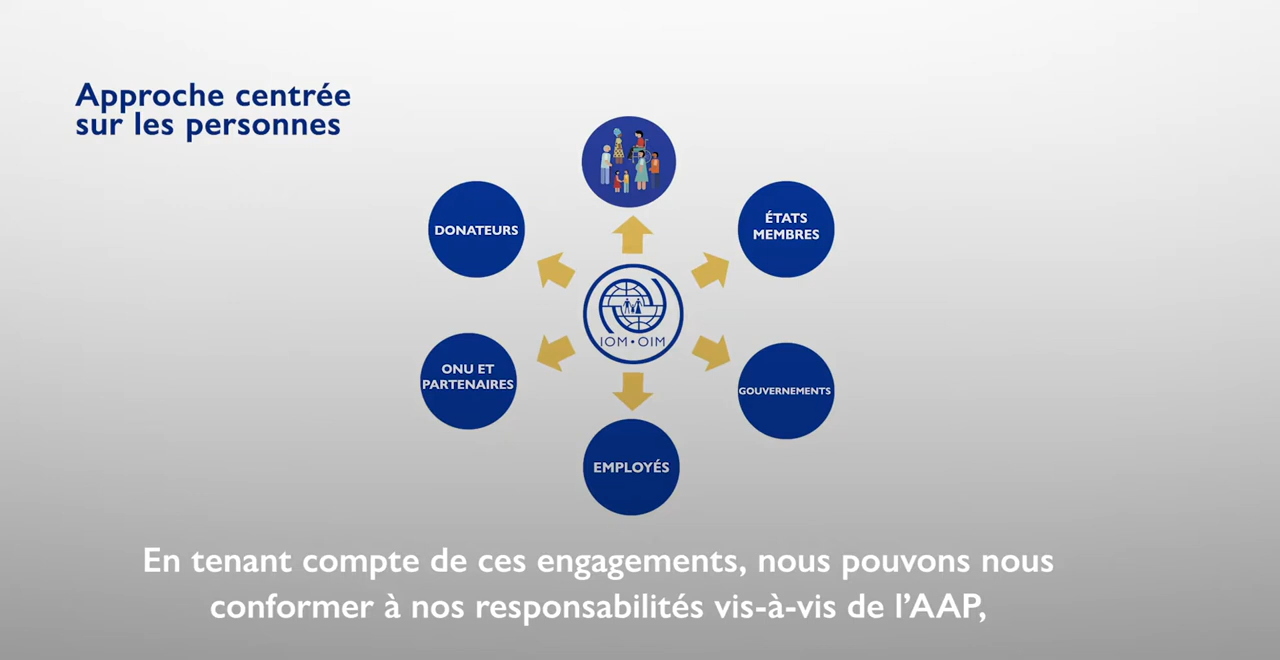 Approche centrée
sur les personnes
DONATEURS
ÉTATS
MEMBRES
IOM • OIM
ONU ET
PARTENAIRES
GOUVERNEMENTS
EMPLOYÉS
En tenant compte de ces engagements, nous pouvons nous
conformer à nos responsabilités vis-à-vis de l'AAP,